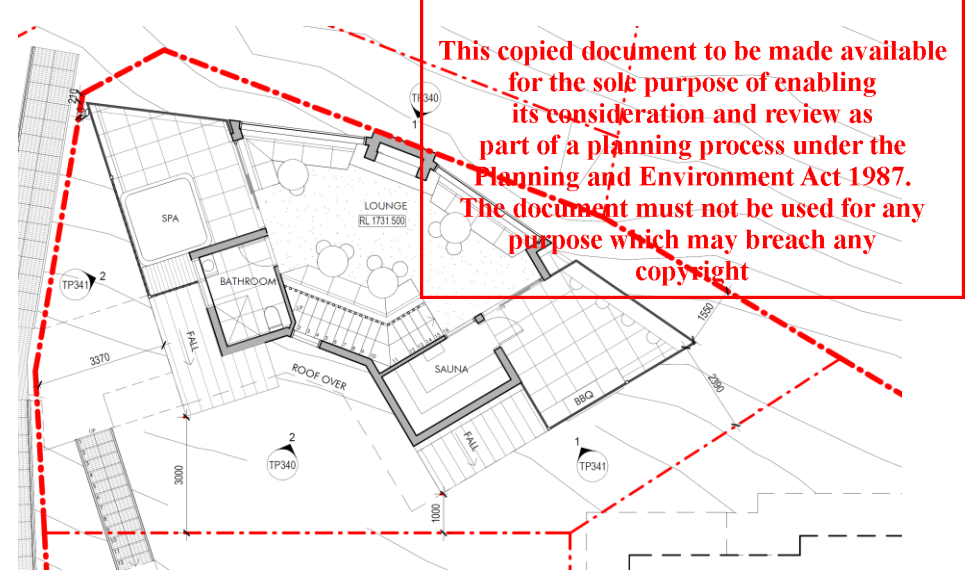 This copied document to be made available
for the sole purpose of enabling
its consideration and review as
part of a planning process under the
Planning and Environment Act 1987.
The document must not be used for any
purpose which may breach any
copyright
210
TP340
1
LOUNGE
RL 1731.500
SPA
2
TP341
BATHROOM
UP
1550
3370
FALL
ROOF OVER
SAUNA
BBQ
2390
FALL
2
TP340
1
TP341
UP
3000
1000